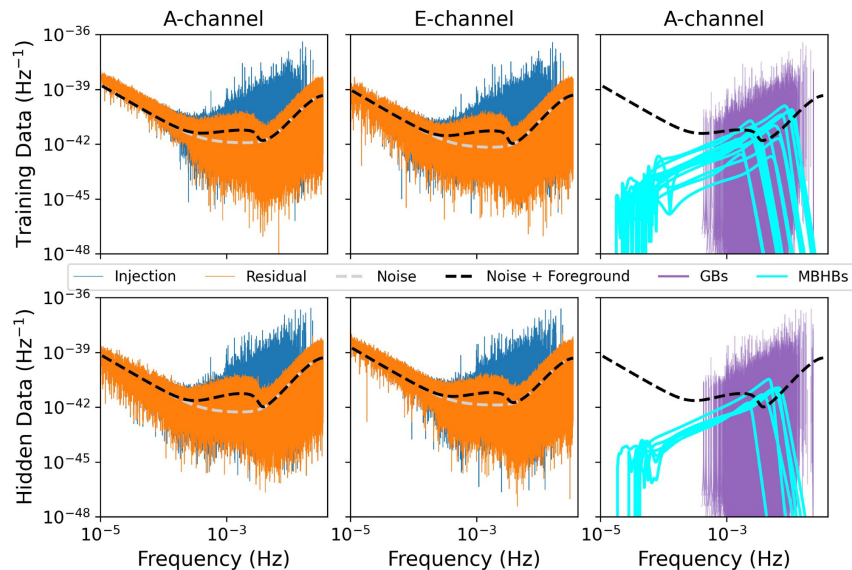 A-channel E-channel A-channel
Training Data (Hz⁻¹)
10⁻³⁶
10⁻³⁹
10⁻⁴²
10⁻⁴⁵
10⁻⁴⁸
Injection Residual Noise Noise + Foreground GBs MBHBs
Hidden Data (Hz⁻¹)
10⁻³⁶
10⁻³⁹
10⁻⁴²
10⁻⁴⁵
10⁻⁴⁸
10⁻⁵ 10⁻³ 10⁻⁵ 10⁻³ 10⁻⁵ 10⁻³
Frequency (Hz) Frequency (Hz) Frequency (Hz)